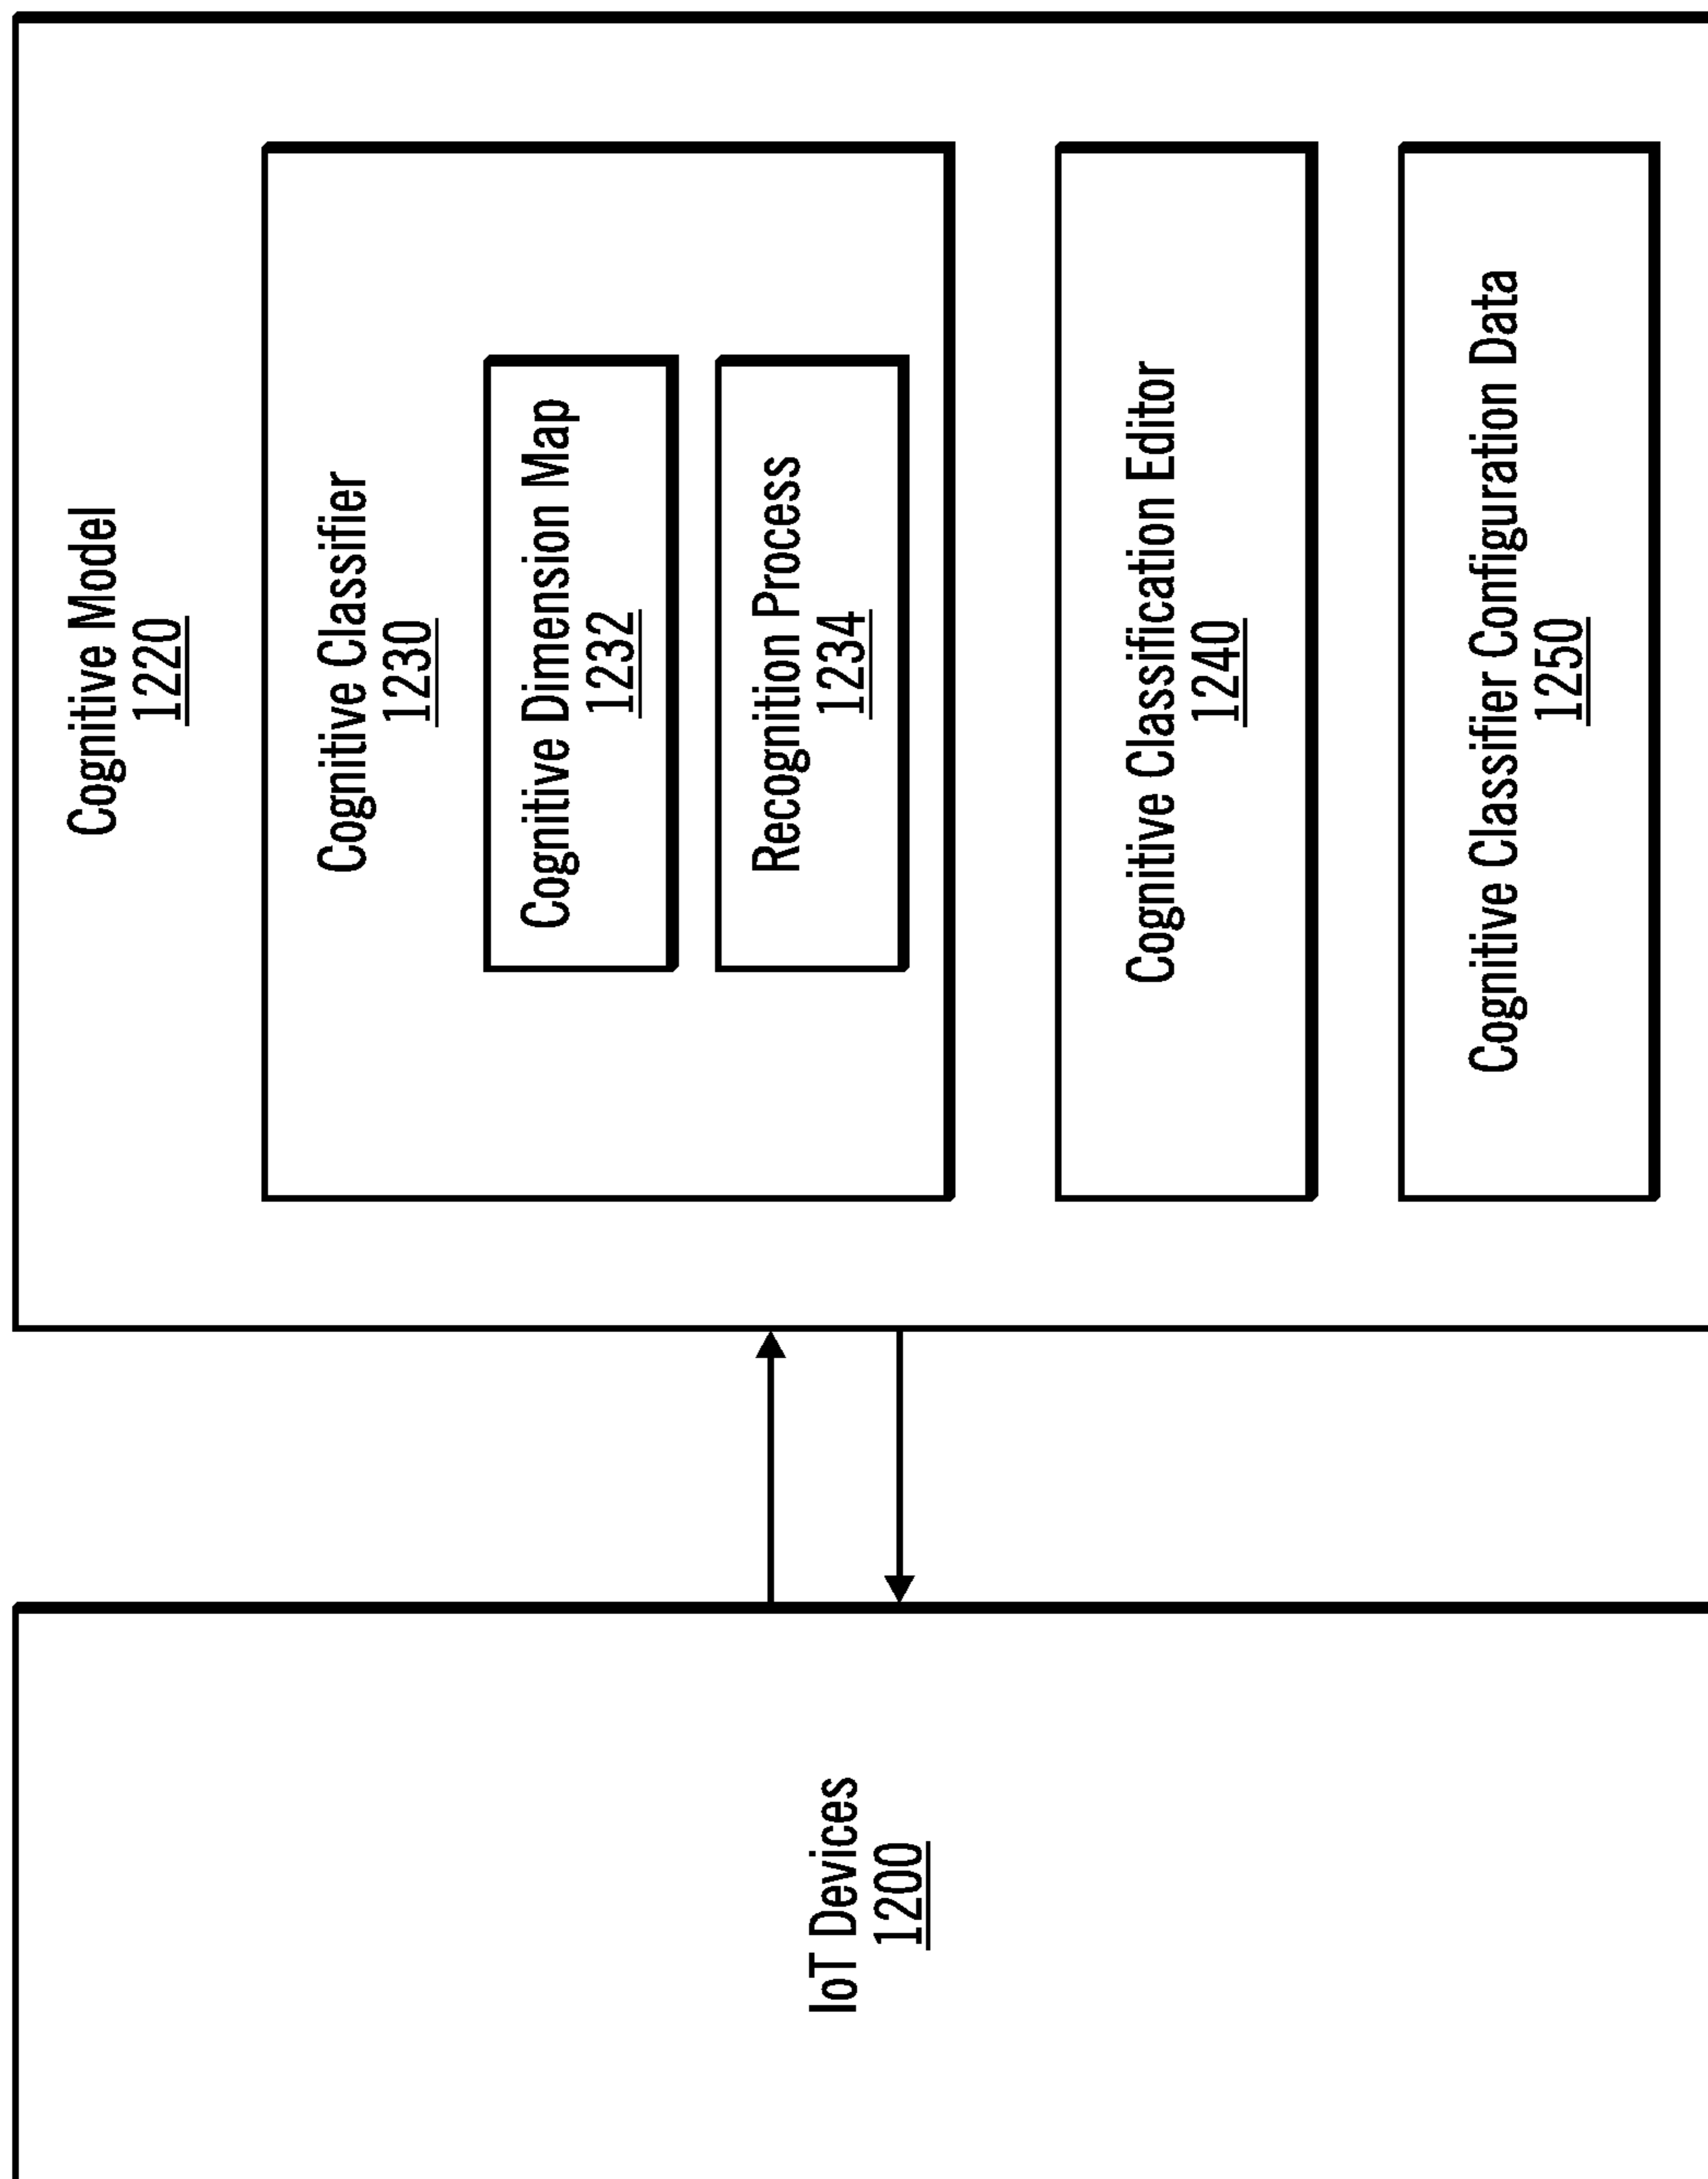 IoT Devices
1200
Cognitive Model
1220
Cognitive Classifier
1230
Cognitive Dimension Map
1232
Recognition Process
1234
Cognitive Classification Editor
1240
Cognitive Classifier Configuration Data
1250